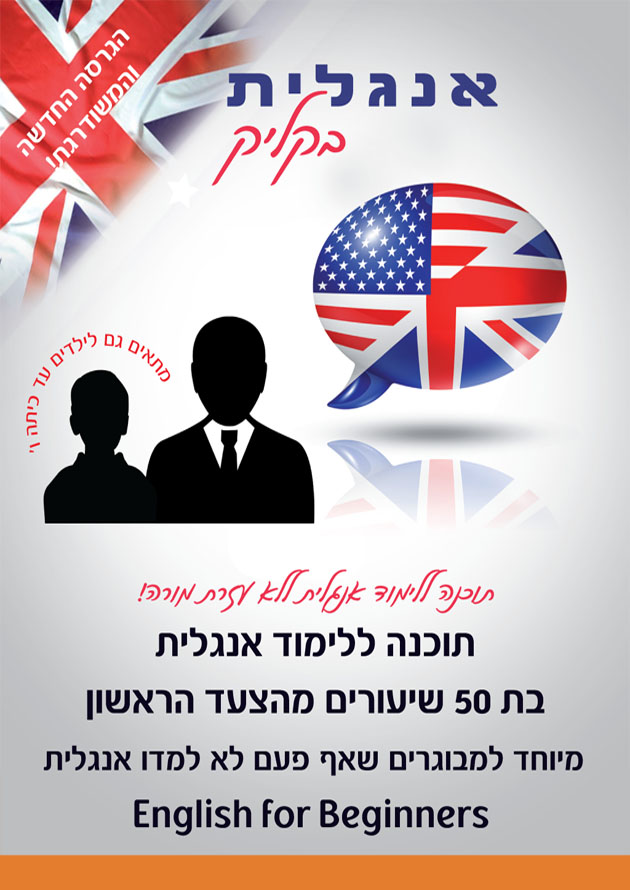 הגרסה החדשה
והמשודרגת!
אנגלית
בקליק
מתאים גם לילדים עד כיתה ו'
תוכנה ללימוד אנגלית ללא עזרת מורה!
תוכנה ללימוד אנגלית
בת 50 שיעורים מהצעד הראשון
מיוחד למבוגרים שאף פעם לא למדו אנגלית
English for Beginners